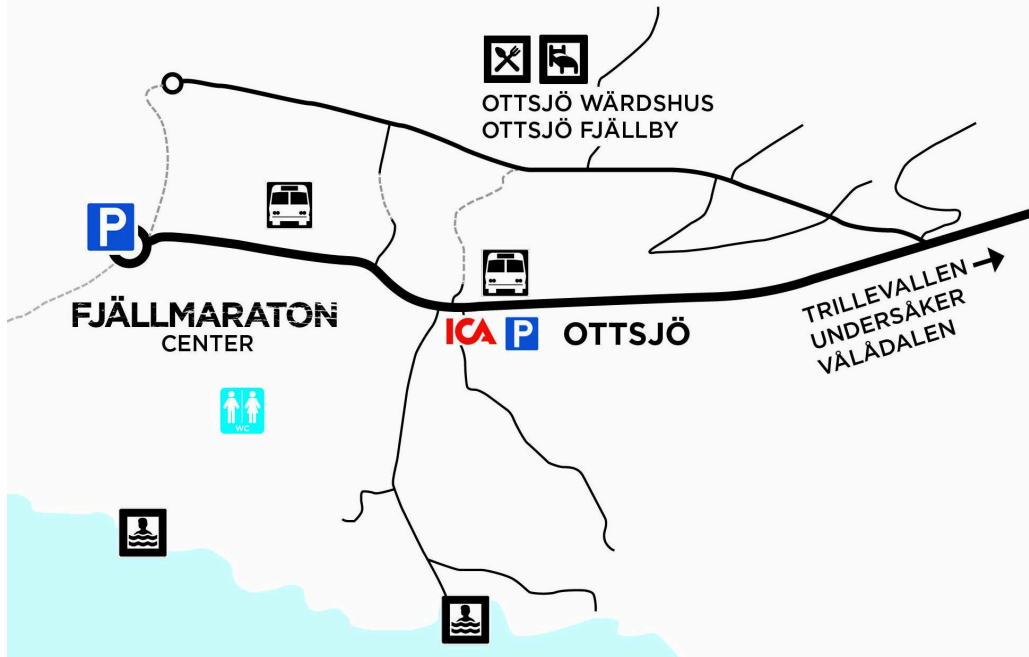 OTTSJÖ WÄRDSHUS
OTTSJÖ FJÄLLBY
P
FJÄLLMARATON
CENTER
ICA P OTTSJÖ
TRILLEVALLEN
UNDERSÅKER
VÅLÅDALEN
WC